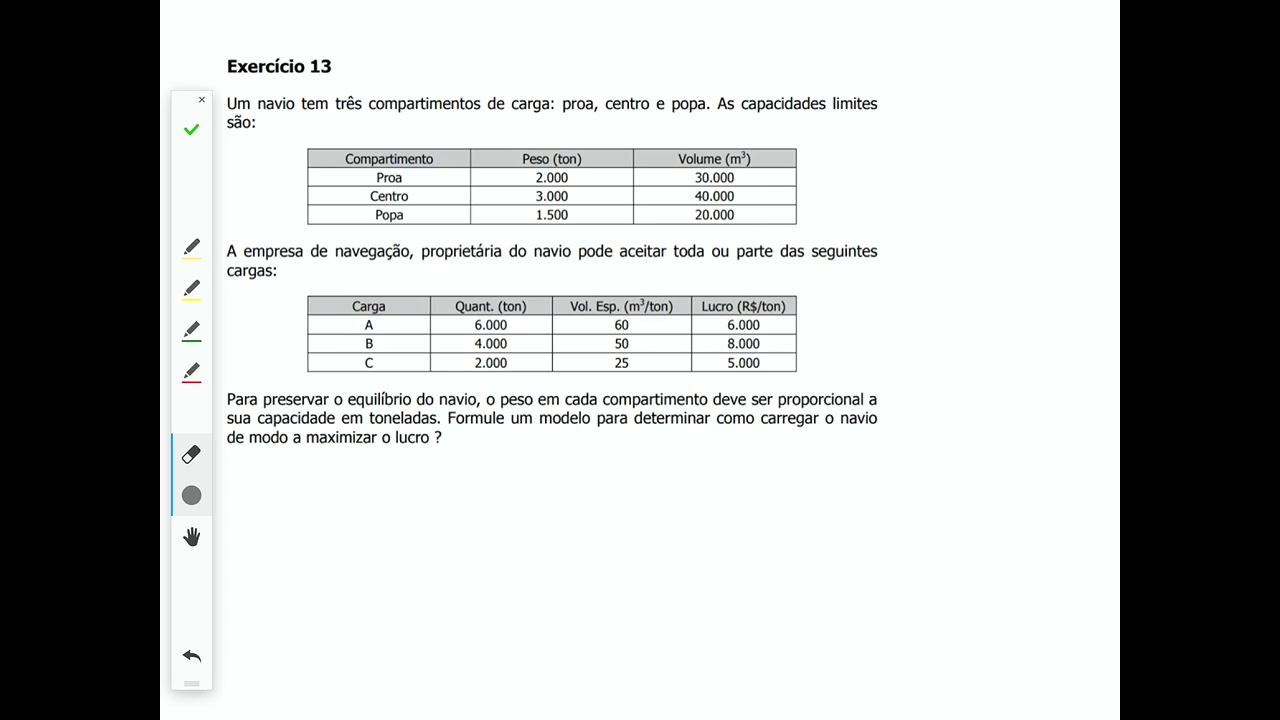 Exercício 13
Um navio tem três compartimentos de carga: proa, centro e popa. As capacidades limites
são:
Compartimento Peso (ton) Volume (m³)
Proa 2.000 30.000
Centro 3.000 40.000
Popa 1.500 20.000
A empresa de navegação, proprietária do navio pode aceitar toda ou parte das seguintes
cargas:
Carga Quant. (ton) Vol. Esp. (m³/ton) Lucro (R$/ton)
A 6.000 60 6.000
B 4.000 50 8.000
C 2.000 25 5.000
Para preservar o equilíbrio do navio, o peso em cada compartimento deve ser proporcional a
sua capacidade em toneladas. Formule um modelo para determinar como carregar o navio
de modo a maximizar o lucro ?